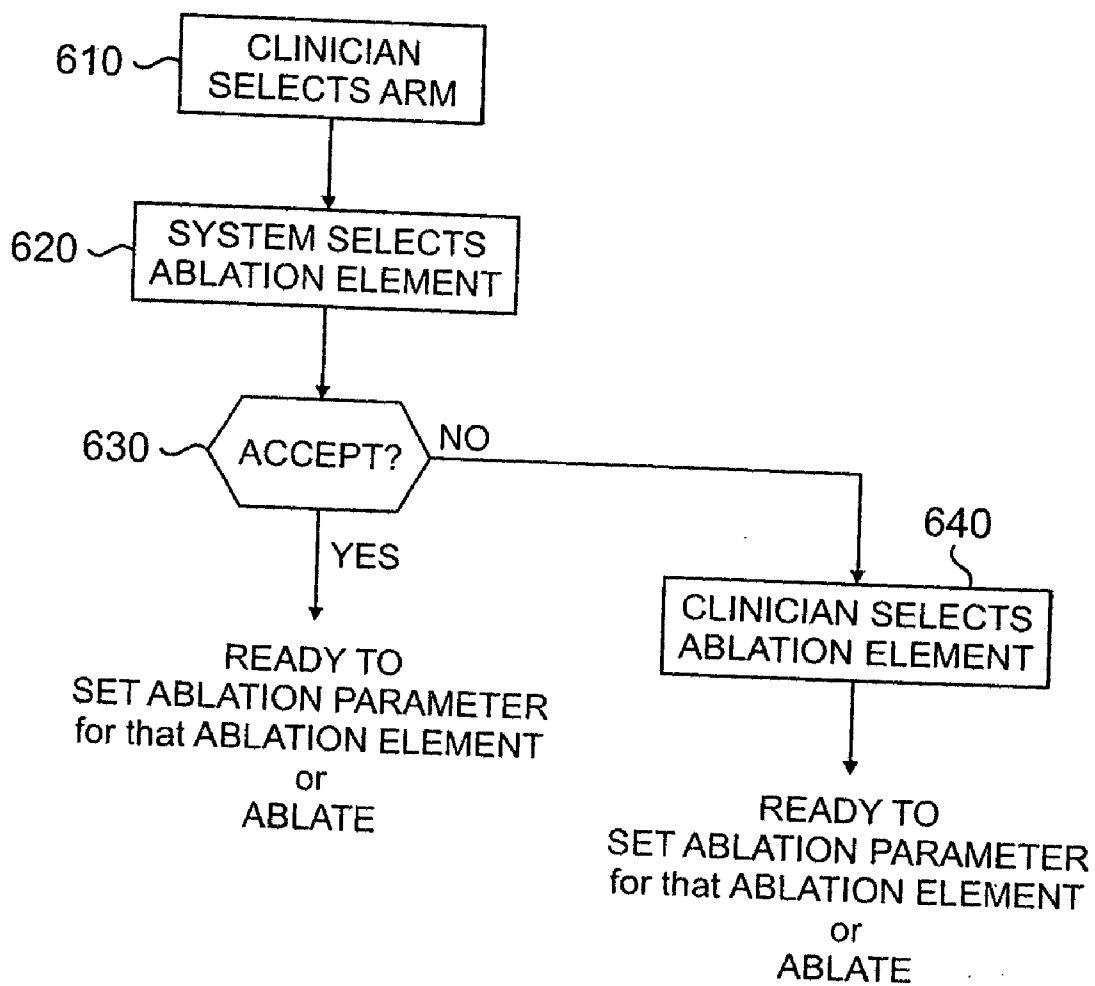 610
CLINICIAN
SELECTS ARM
620
SYSTEM SELECTS
ABLATION ELEMENT
630
ACCEPT?
NO
YES
READY TO
SET ABLATION PARAMETER
for that ABLATION ELEMENT
or
ABLATE
640
CLINICIAN SELECTS
ABLATION ELEMENT
READY TO
SET ABLATION PARAMETER
for that ABLATION ELEMENT
or
ABLATE